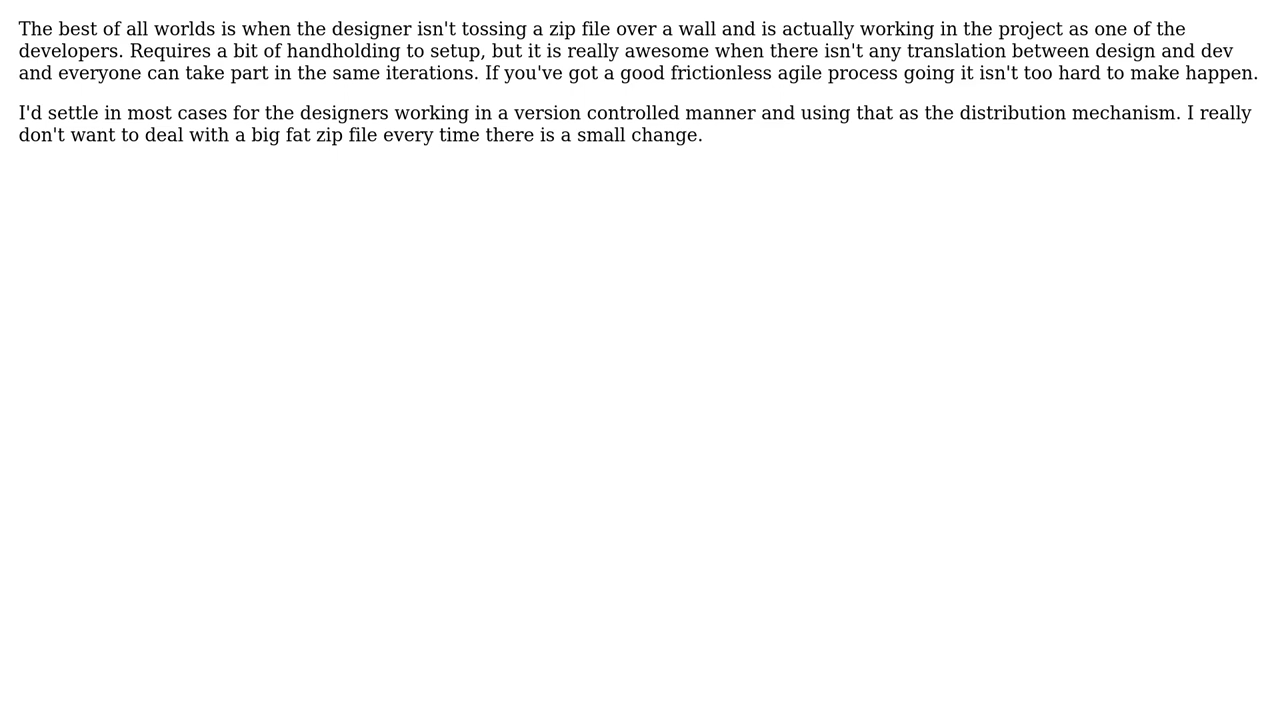 The best of all worlds is when the designer isn't tossing a zip file over a wall and is actually working in the project as one of the
developers. Requires a bit of handholding to setup, but it is really awesome when there isn't any translation between design and dev
and everyone can take part in the same iterations. If you've got a good frictionless agile process going it isn't too hard to make happen.
I'd settle in most cases for the designers working in a version controlled manner and using that as the distribution mechanism. I really
don't want to deal with a big fat zip file every time there is a small change.